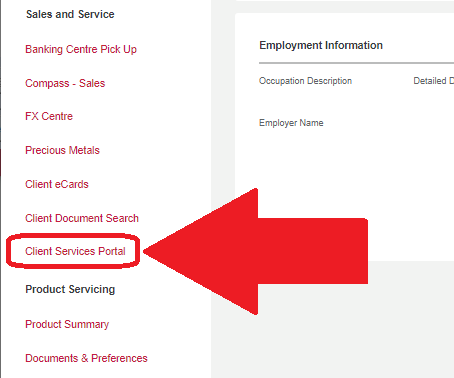 Sales and Service
Banking Centre Pick Up
Compass - Sales
FX Centre
Precious Metals
Client eCards
Client Document Search
Client Services Portal
Product Servicing
Product Summary
Documents & Preferences
Employment Information
Occupation Description
Detailed D
Employer Name